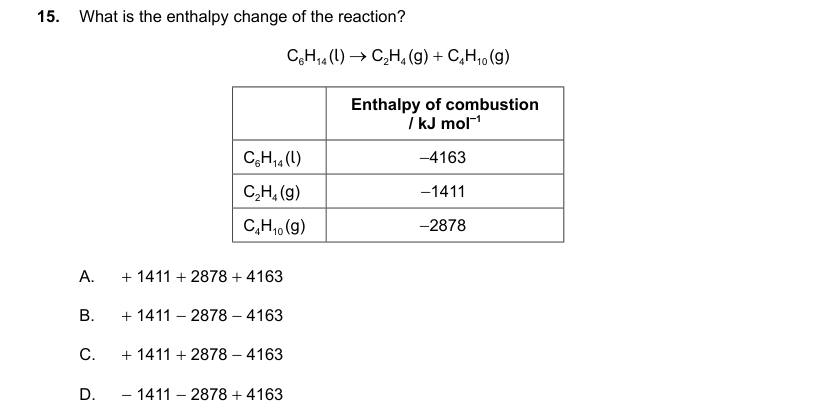 15. What is the enthalpy change of the reaction?
C₆H₁₄(l) → C₂H₄(g) + C₄H₁₀(g)
Enthalpy of combustion
/ kJ mol⁻¹
C₆H₁₄(l) −4163
C₂H₄(g) −1411
C₄H₁₀(g) −2878
A. + 1411 + 2878 + 4163
B. + 1411 − 2878 − 4163
C. + 1411 + 2878 − 4163
D. − 1411 − 2878 + 4163